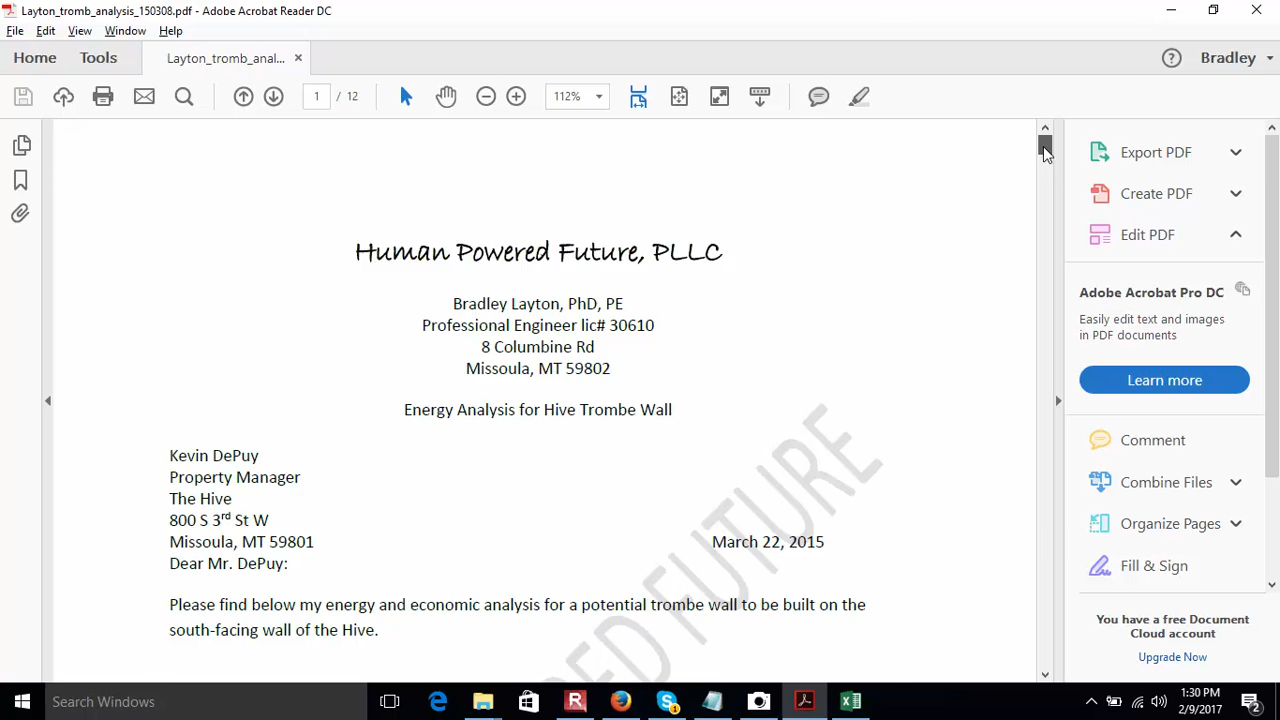 Layton_tromb_analysis_150308.pdf - Adobe Acrobat Reader DC
File Edit View Window Help
Home Tools Layton_tromb_anal... × Bradley
1 / 12 112%
Export PDF
Create PDF
Edit PDF
Adobe Acrobat Pro DC
Easily edit text and images
in PDF documents
Learn more
Comment
Combine Files
Organize Pages
Fill & Sign
You have a free Document
Cloud account
Upgrade Now
Human Powered Future, PLLC
Bradley Layton, PhD, PE
Professional Engineer lic# 30610
8 Columbine Rd
Missoula, MT 59802
Energy Analysis for Hive Trombe Wall
Kevin DePuy
Property Manager
The Hive
800 S 3rd St W
Missoula, MT 59801 March 22, 2015
Dear Mr. DePuy:
Please find below my energy and economic analysis for a potential trombe wall to be built on the
south-facing wall of the Hive.
RED FUTURE
Search Windows
1:30 PM
2/9/2017